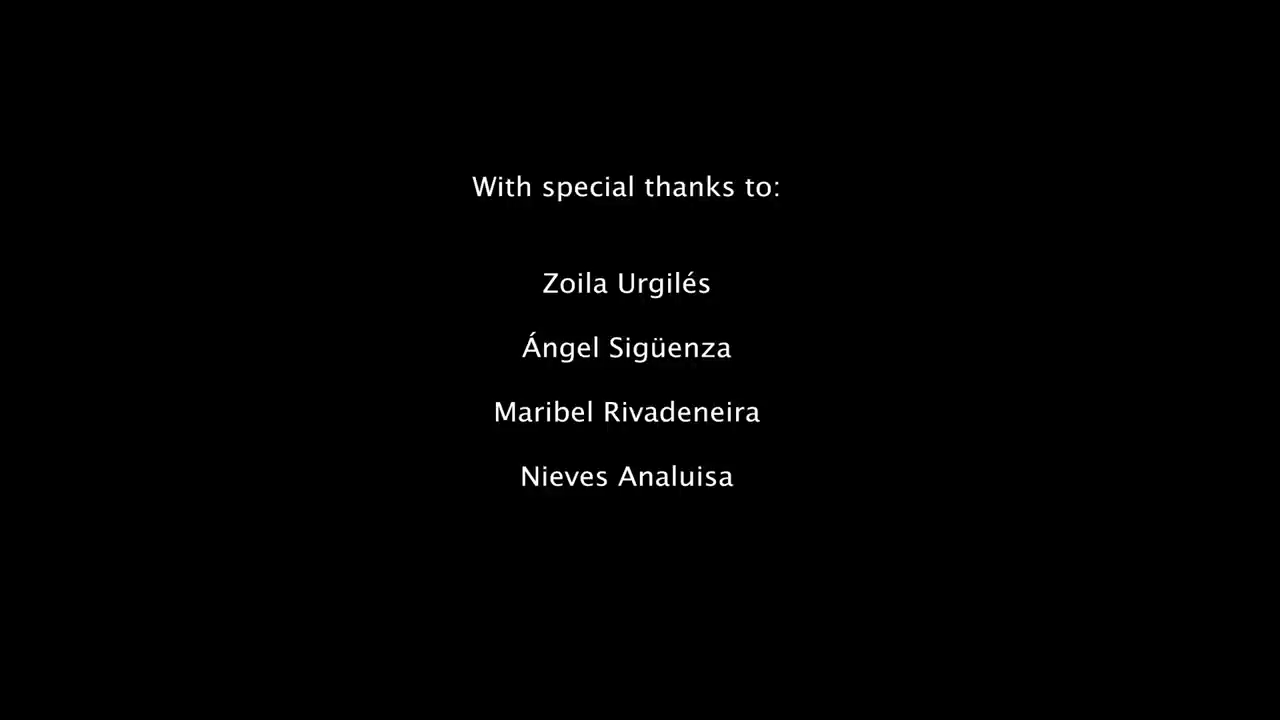 With special thanks to:
Zoila Urgilés
Ángel Sigüenza
Maribel Rivadeneira
Nieves Analuisa